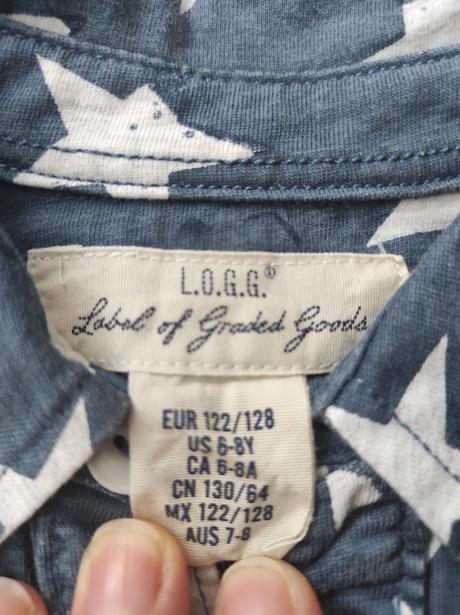 L.O.G.G.®
Label of Graded Goods
EUR 122/128
US 6-8Y
CA 6-8A
CN 130/64
MX 122/128
AUS 7-8